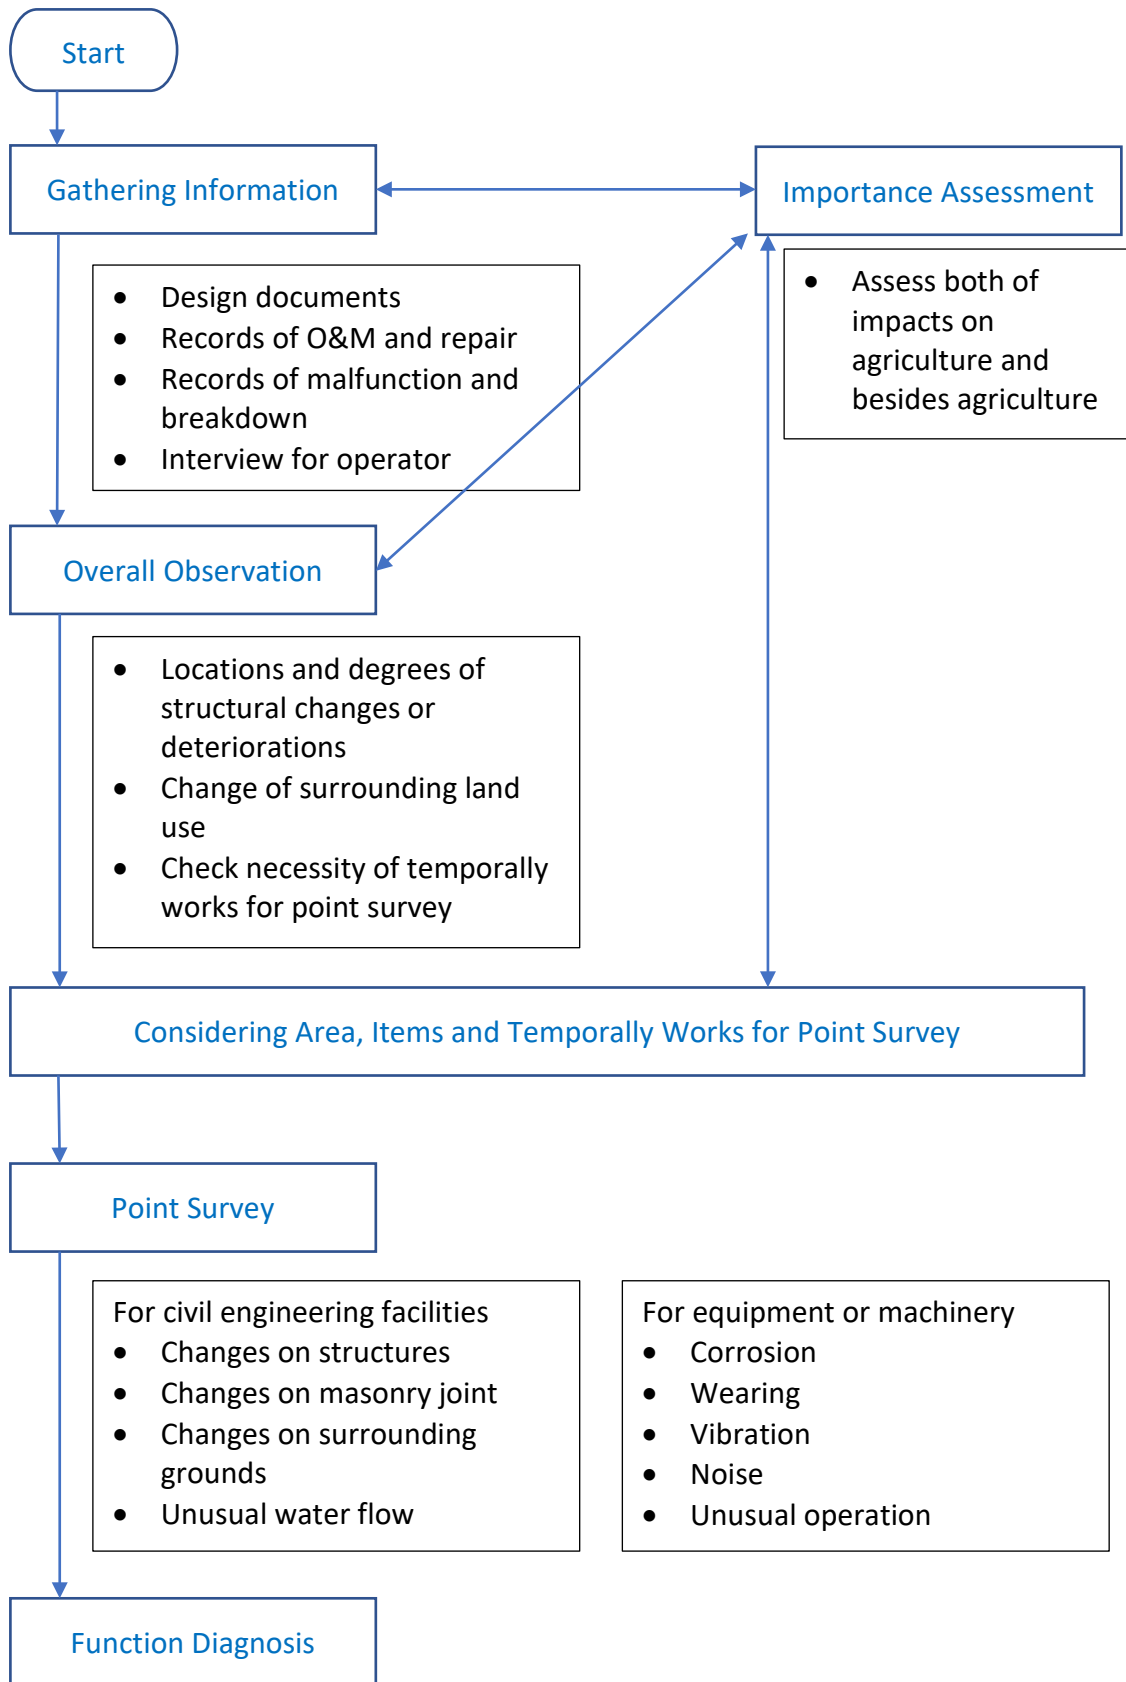 Start
Gathering Information
Importance Assessment
• Design documents
• Records of O&M and repair
• Records of malfunction and
breakdown
• Interview for operator
• Assess both of
impacts on
agriculture and
besides agriculture
Overall Observation
• Locations and degrees of
structural changes or
deteriorations
• Change of surrounding land
use
• Check necessity of temporally
works for point survey
Considering Area, Items and Temporally Works for Point Survey
Point Survey
For civil engineering facilities
• Changes on structures
• Changes on masonry joint
• Changes on surrounding
grounds
• Unusual water flow
For equipment or machinery
• Corrosion
• Wearing
• Vibration
• Noise
• Unusual operation
Function Diagnosis